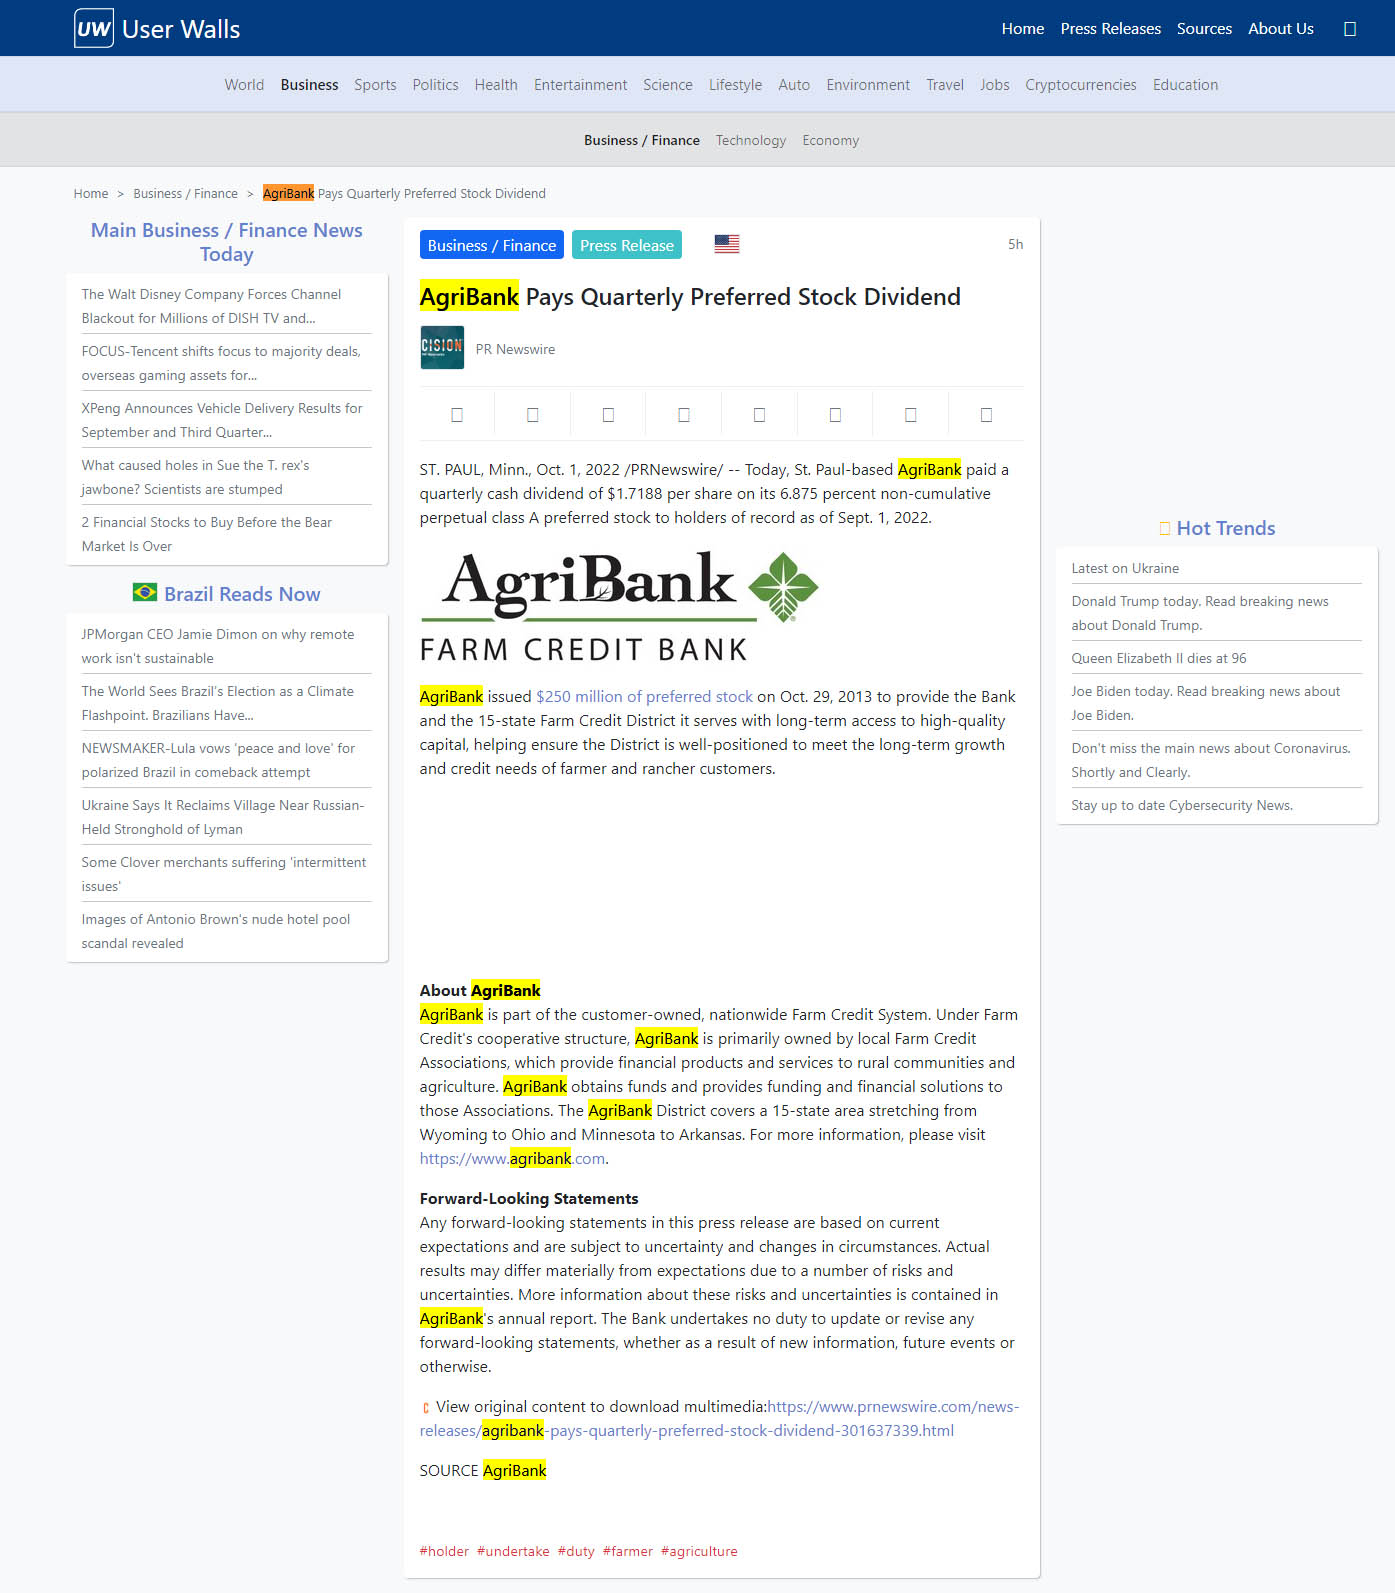 UW User Walls
Home Press Releases Sources About Us
World Business Sports Politics Health Entertainment Science Lifestyle Auto Environment Travel Jobs Cryptocurrencies Education
Business / Finance Technology Economy
Home > Business / Finance > AgriBank Pays Quarterly Preferred Stock Dividend
Main Business / Finance News
Today
The Walt Disney Company Forces Channel
Blackout for Millions of DISH TV and...
FOCUS-Tencent shifts focus to majority deals,
overseas gaming assets for...
XPeng Announces Vehicle Delivery Results for
September and Third Quarter...
What caused holes in Sue the T. rex's
jawbone? Scientists are stumped
2 Financial Stocks to Buy Before the Bear
Market Is Over
Brazil Reads Now
JPMorgan CEO Jamie Dimon on why remote
work isn't sustainable
The World Sees Brazil's Election as a Climate
Flashpoint. Brazilians Have...
NEWSMAKER-Lula vows 'peace and love' for
polarized Brazil in comeback attempt
Ukraine Says It Reclaims Village Near Russian-
Held Stronghold of Lyman
Some Clover merchants suffering 'intermittent
issues'
Images of Antonio Brown's nude hotel pool
scandal revealed
Business / Finance Press Release 5h
AgriBank Pays Quarterly Preferred Stock Dividend
CISION
PR Newswire
ST. PAUL, Minn., Oct. 1, 2022 /PRNewswire/ -- Today, St. Paul-based AgriBank paid a
quarterly cash dividend of $1.7188 per share on its 6.875 percent non-cumulative
perpetual class A preferred stock to holders of record as of Sept. 1, 2022.
AgriBank
FARM CREDIT BANK
AgriBank issued $250 million of preferred stock on Oct. 29, 2013 to provide the Bank
and the 15-state Farm Credit District it serves with long-term access to high-quality
capital, helping ensure the District is well-positioned to meet the long-term growth
and credit needs of farmer and rancher customers.
About AgriBank
AgriBank is part of the customer-owned, nationwide Farm Credit System. Under Farm
Credit's cooperative structure, AgriBank is primarily owned by local Farm Credit
Associations, which provide financial products and services to rural communities and
agriculture. AgriBank obtains funds and provides funding and financial solutions to
those Associations. The AgriBank District covers a 15-state area stretching from
Wyoming to Ohio and Minnesota to Arkansas. For more information, please visit
https://www.agribank.com.
Forward-Looking Statements
Any forward-looking statements in this press release are based on current
expectations and are subject to uncertainty and changes in circumstances. Actual
results may differ materially from expectations due to a number of risks and
uncertainties. More information about these risks and uncertainties is contained in
AgriBank's annual report. The Bank undertakes no duty to update or revise any
forward-looking statements, whether as a result of new information, future events or
otherwise.
View original content to download multimedia:https://www.prnewswire.com/news-
releases/agribank-pays-quarterly-preferred-stock-dividend-301637339.html
SOURCE AgriBank
#holder #undertake #duty #farmer #agriculture
Hot Trends
Latest on Ukraine
Donald Trump today. Read breaking news
about Donald Trump.
Queen Elizabeth II dies at 96
Joe Biden today. Read breaking news about
Joe Biden.
Don't miss the main news about Coronavirus.
Shortly and Clearly.
Stay up to date Cybersecurity News.